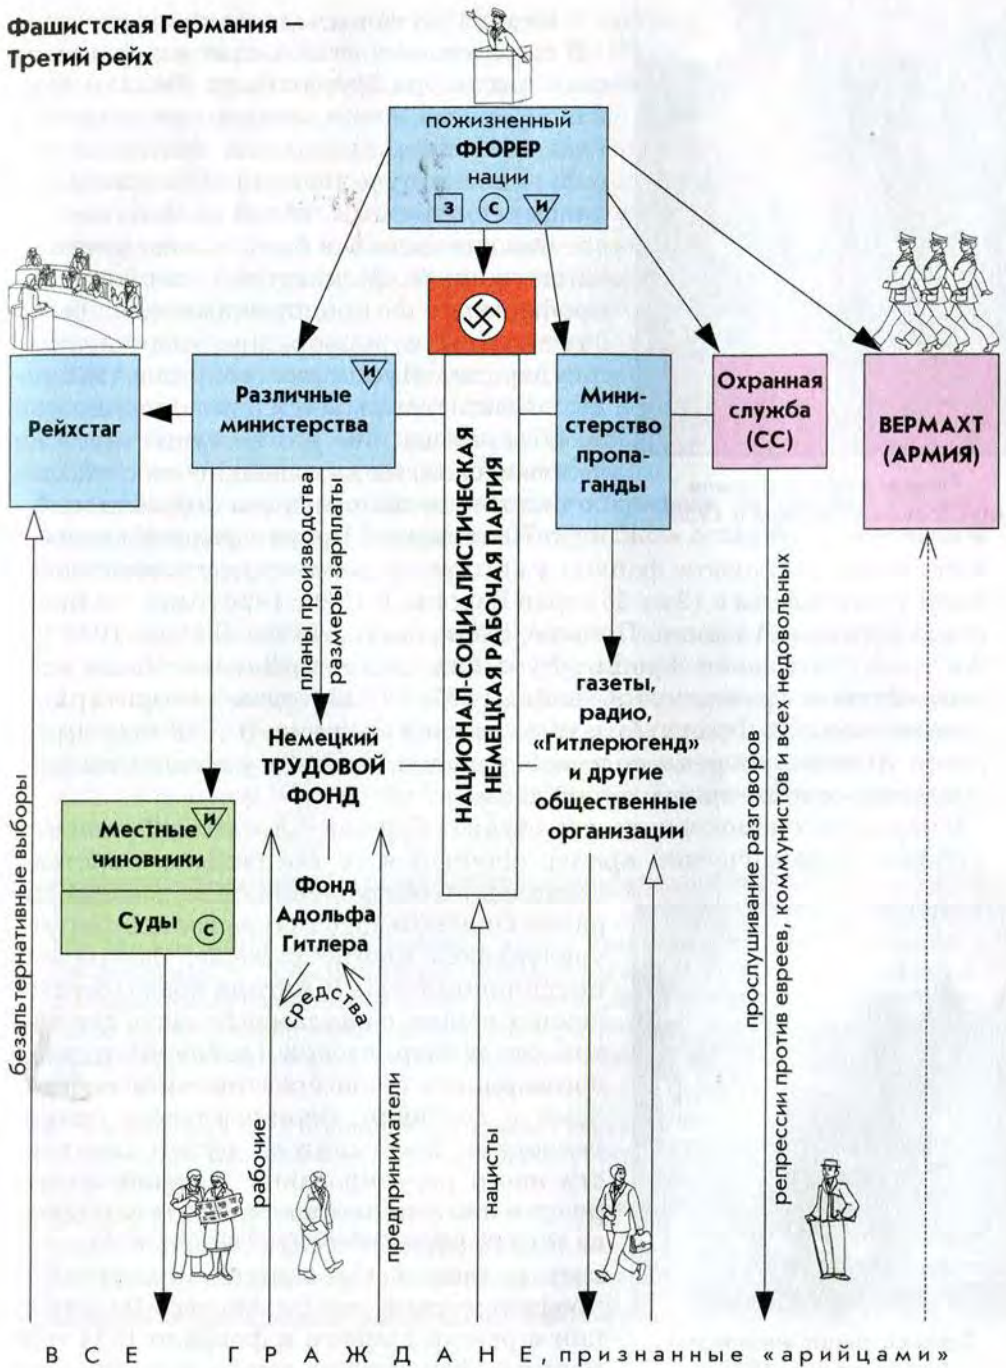 Фашистская Германия
Третий рейх
пожизненный
ФЮРЕР
нации
З С И
Рейхстаг
И
Различные
министерства
НАЦИОНАЛ-СОЦИАЛИСТИЧЕСКАЯ
НЕМЕЦКАЯ РАБОЧАЯ ПАРТИЯ
Мини-
стерство
пропа-
ганды
Охранная
служба
(СС)
ВЕРМАХТ
(АРМИЯ)
планы производства
размеры зарплаты
Немецкий
ТРУДОВОЙ
ФОНД
газеты,
радио,
«Гитлерюгенд»
и другие
общественные
организации
Местные И
чиновники
Суды С
Фонд
Адольфа
Гитлера
средства
безальтернативные выборы
рабочие
предприниматели
нацисты
прослушивание разговоров
репрессии против евреев, коммунистов и всех недовольных
ВСЕ ГРАЖДАНЕ, признанные «арийцами»